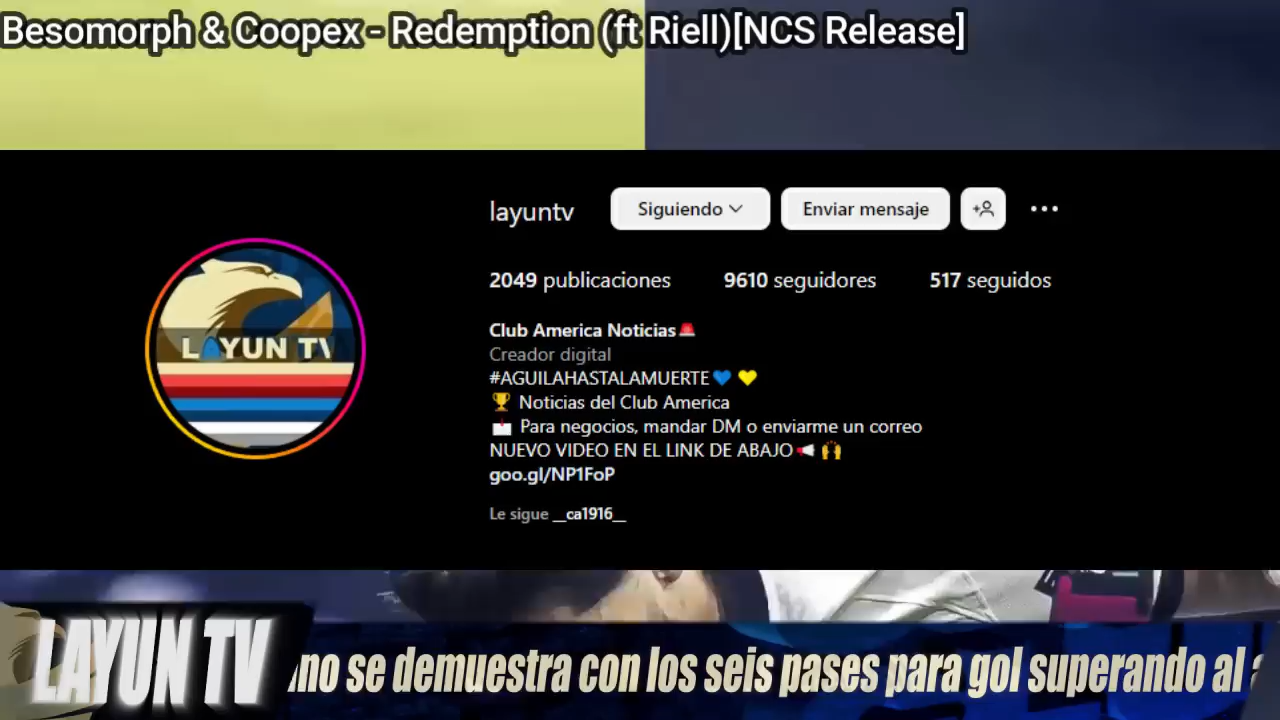 Besomorph & Coopex - Redemption (ft Riell)[NCS Release]
layuntv
Siguiendo
Enviar mensaje
2049 publicaciones 9610 seguidores 517 seguidos
LAYUN TV
Club America Noticias🚨
Creador digital
#AGUILAHASTALAMUERTE💙 💛
🏆 Noticias del Club America
📩 Para negocios, mandar DM o enviarme un correo
NUEVO VIDEO EN EL LINK DE ABAJO📢 🙌
goo.gl/NP1FoP
Le sigue __ca1916__
LAYUN TV
no se demuestra con los seis pases para gol superando al